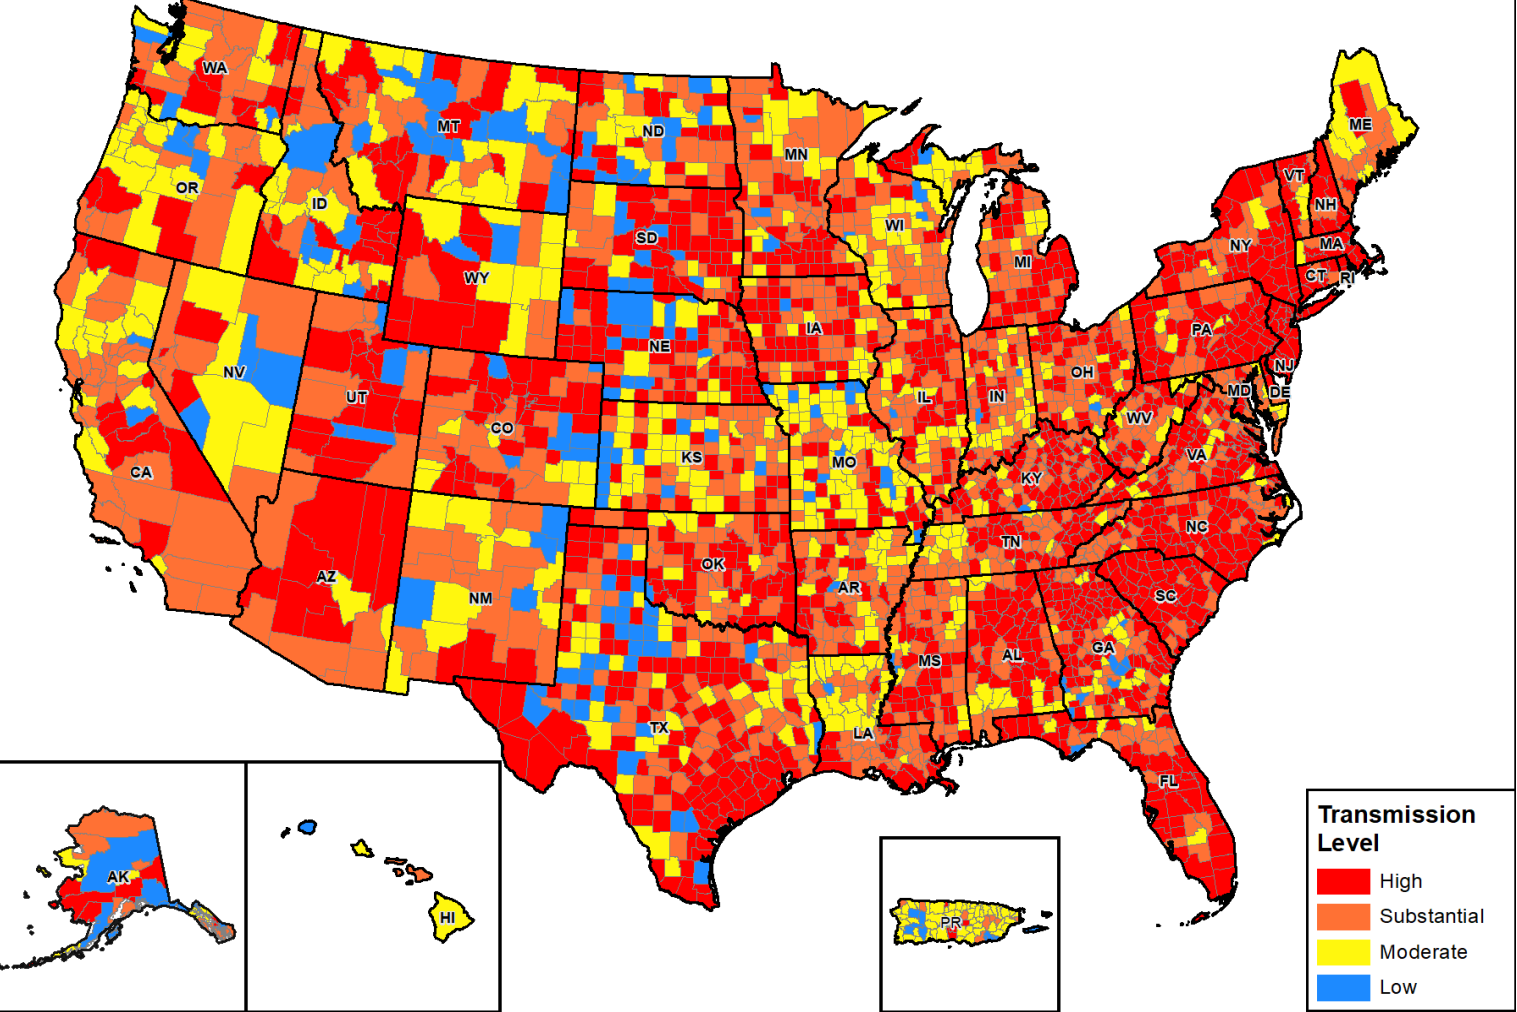 WA
MT
ND
MN
ME
OR
ID
WI
VT
NH
SD
WY
MI
NY
MA
CT
RI
NE
IA
PA
NV
UT
CO
IL
IN
OH
NJ
MD
DE
WV
CA
KS
MO
KY
VA
AZ
NM
OK
AR
TN
NC
SC
MS
AL
GA
TX
LA
FL
AK
HI
PR
Transmission
Level
High
Substantial
Moderate
Low